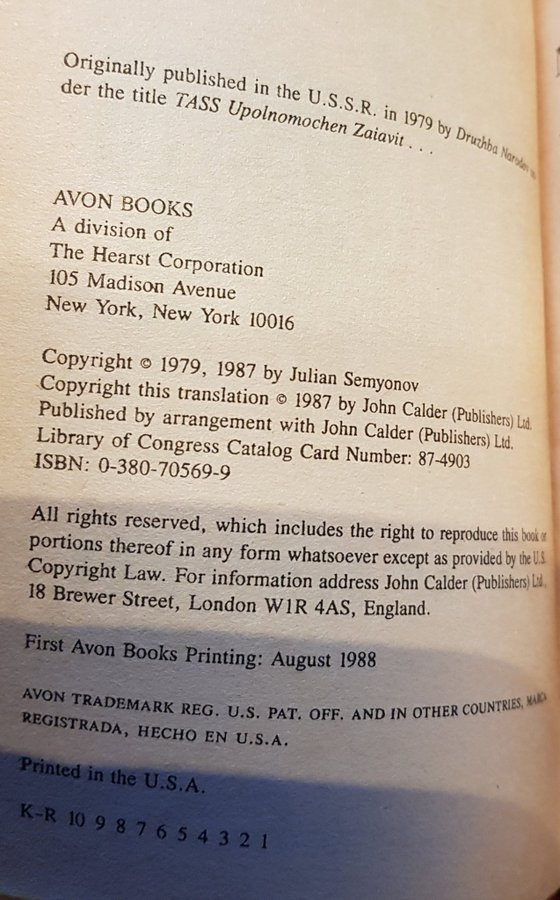 Originally published in the U.S.S.R. in 1979 by Druzhba Narodov un-
der the title TASS Upolnomochen Zaiavit . . .
AVON BOOKS
A division of
The Hearst Corporation
105 Madison Avenue
New York, New York 10016
Copyright © 1979, 1987 by Julian Semyonov
Copyright this translation © 1987 by John Calder (Publishers) Ltd.
Published by arrangement with John Calder (Publishers) Ltd.
Library of Congress Catalog Card Number: 87-4903
ISBN: 0-380-70569-9
All rights reserved, which includes the right to reproduce this book or
portions thereof in any form whatsoever except as provided by the U.S.
Copyright Law. For information address John Calder (Publishers) Ltd.,
18 Brewer Street, London W1R 4AS, England.
First Avon Books Printing: August 1988
AVON TRADEMARK REG. U.S. PAT. OFF. AND IN OTHER COUNTRIES, MARCA
REGISTRADA, HECHO EN U.S.A.
Printed in the U.S.A.
K–R 10 9 8 7 6 5 4 3 2 1